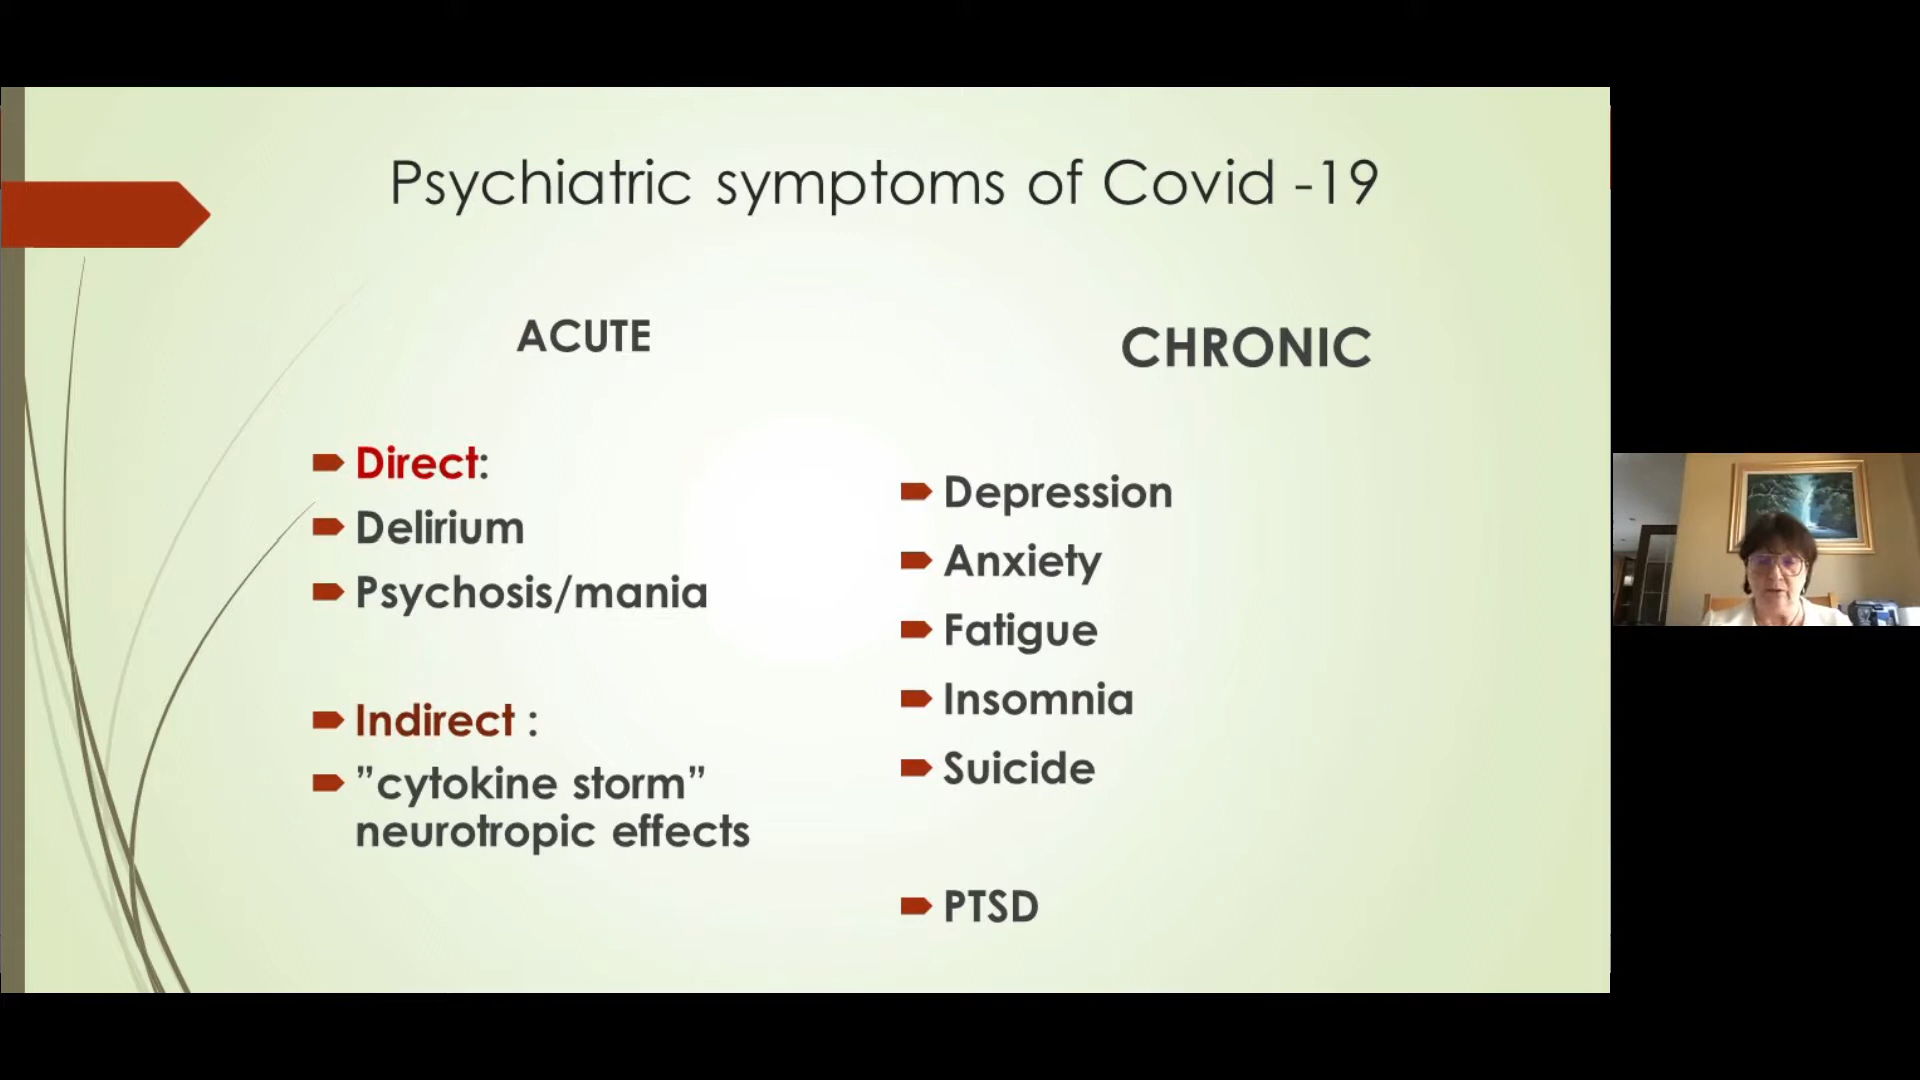 Psychiatric symptoms of Covid -19
ACUTE
Direct:
Delirium
Psychosis/mania
Indirect :
”cytokine storm”
neurotropic effects
CHRONIC
Depression
Anxiety
Fatigue
Insomnia
Suicide
PTSD